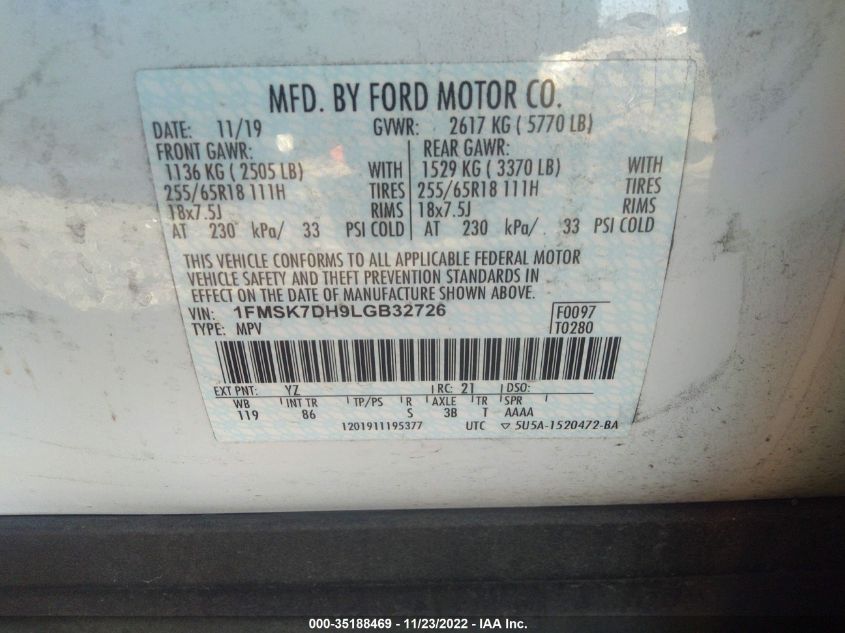 MFD. BY FORD MOTOR CO.
DATE: 11/19 GVWR: 2617 KG ( 5770 LB)
FRONT GAWR: REAR GAWR:
1136 KG ( 2505 LB) WITH 1529 KG ( 3370 LB) WITH
255/65R18 111H TIRES 255/65R18 111H TIRES
18x7.5J RIMS 18x7.5J RIMS
AT 230 kPa/ 33 PSI COLD AT 230 kPa/ 33 PSI COLD
THIS VEHICLE CONFORMS TO ALL APPLICABLE FEDERAL MOTOR
VEHICLE SAFETY AND THEFT PREVENTION STANDARDS IN
EFFECT ON THE DATE OF MANUFACTURE SHOWN ABOVE.
VIN: 1FMSK7DH9LGB32726 F0097
TYPE: MPV T0280
EXT PNT: YZ RC: 21 DSO:
WB INT TR TP/PS R AXLE TR SPR
119 86 S 3B T AAAA
1201911195377 UTC ▽ 5U5A-1520472-BA
000-35188469 - 11/23/2022 - IAA Inc.